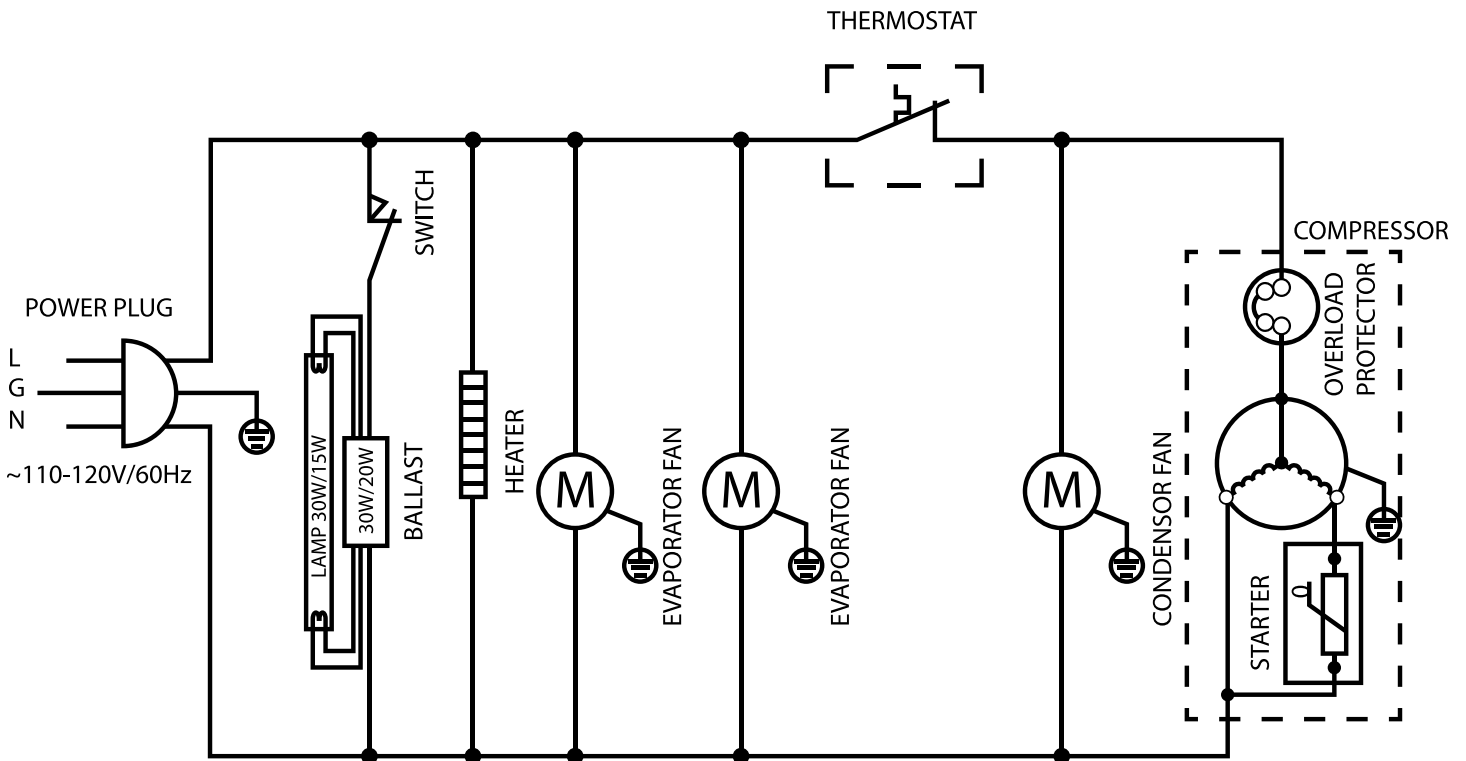 THERMOSTAT
COMPRESSOR
OVERLOAD
PROTECTOR
SWITCH
POWER PLUG
L
G
N
~110-120V/60Hz
LAMP 30W/15W
30W/20W
BALLAST
HEATER
M
EVAPORATOR FAN
M
EVAPORATOR FAN
M
CONDENSOR FAN
STARTER
0